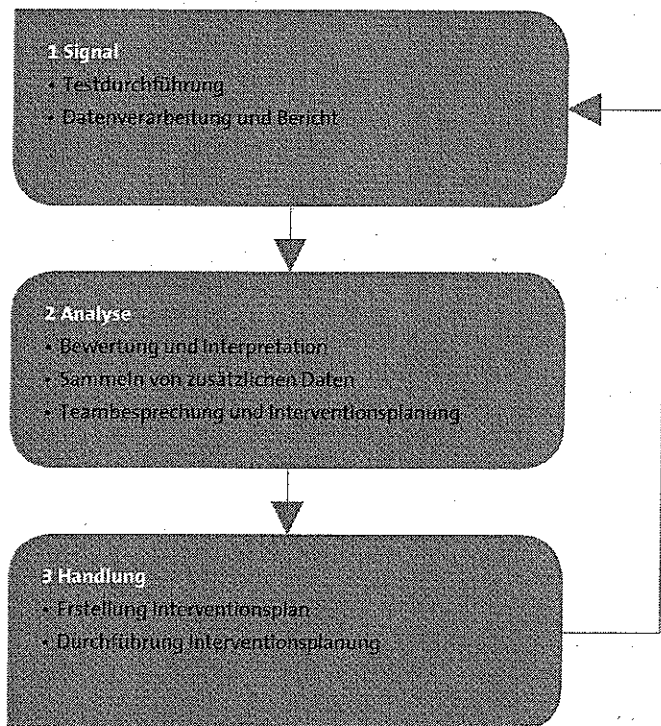 1 Signal
• Testdurchführung
• Datenverarbeitung und Bericht
2 Analyse
• Bewertung und Interpretation
• Sammeln von zusätzlichen Daten
• Teambesprechung und Interventionsplanung
3 Handlung
• Erstellung Interventionsplan
• Durchführung Interventionsplanung